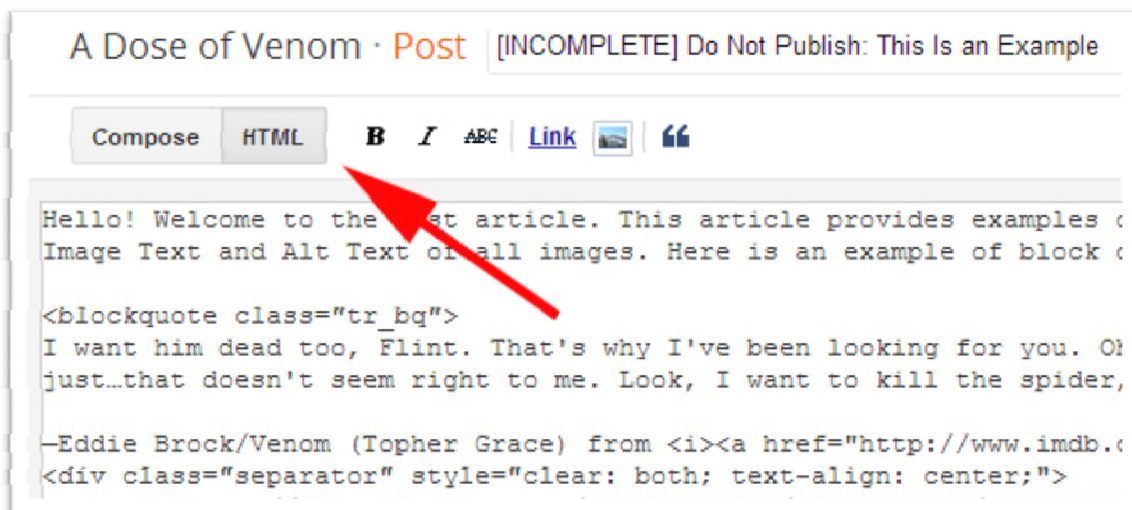 A Dose of Venom · Post [INCOMPLETE] Do Not Publish: This Is an Example
Compose HTML B I ABC Link
Hello! Welcome to the article. This article provides examples
Image Text and Alt Text of all images. Here is an example of block
<blockquote class="tr_bq">
I want him dead too, Flint. That's why I've been looking for you.
just…that doesn't seem right to me. Look, I want to kill the spider,
—Eddie Brock/Venom (Topher Grace) from <i><a href="http://www.imdb.
<div class="separator" style="clear: both; text-align: center;">